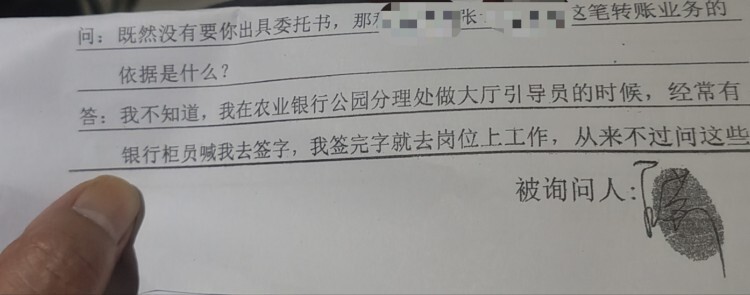 问：既然没有要你出具委托书，那 张 这笔转账业务的
依据是什么？
答：我不知道，我在农业银行公园分理处做大厅引导员的时候，经常有
银行柜员喊我去签字，我签完字就去岗位上工作，从来不过问这些
被询问人：